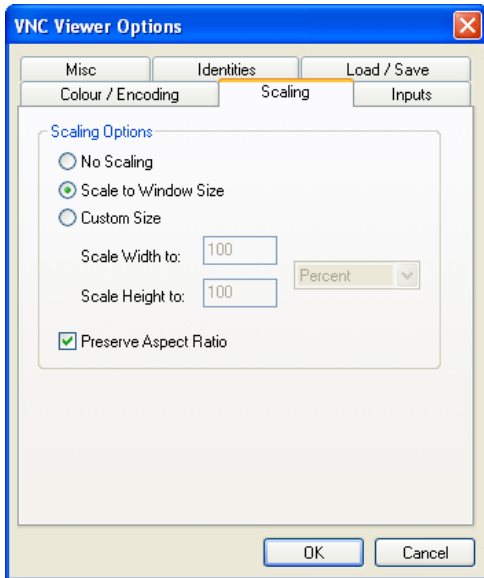 VNC Viewer Options
Misc Identities Load / Save
Colour / Encoding Scaling Inputs
Scaling Options
No Scaling
Scale to Window Size
Custom Size
Scale Width to: 100
Percent
Scale Height to: 100
Preserve Aspect Ratio
OK Cancel